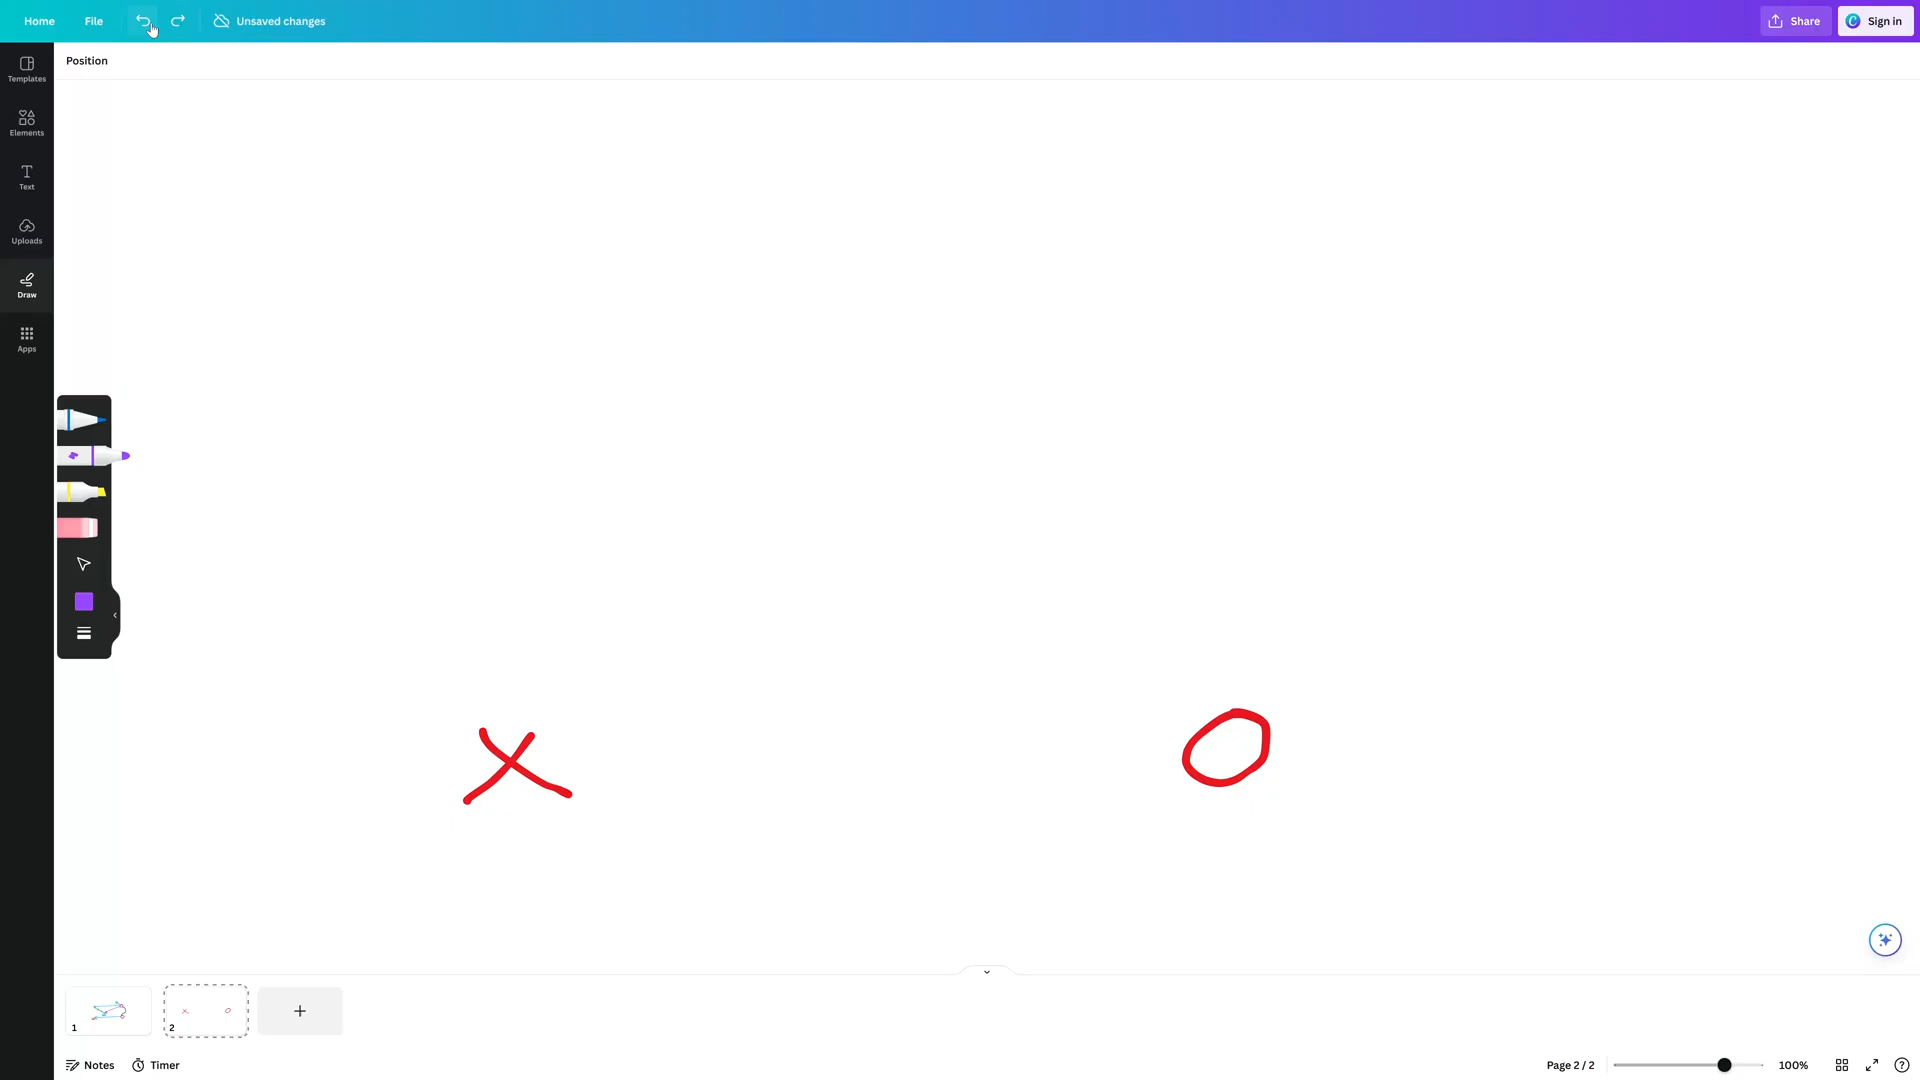 Home File Unsaved changes Share Sign in
Position
Templates
Elements
Text
Uploads
Draw
Apps
X O
1 2 +
Notes Timer Page 2 / 2 100%